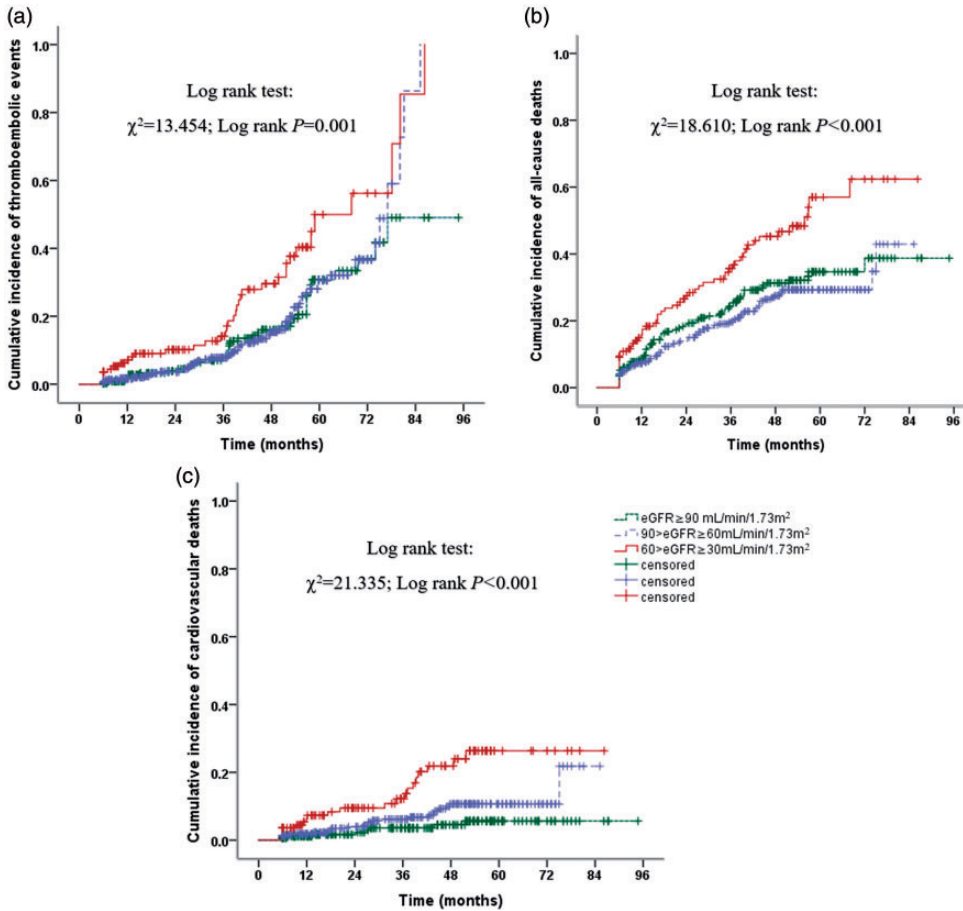 (a)
Cumulative incidence of thromboembolic events
1.0
0.8
0.6
0.4
0.2
0.0
Log rank test:
χ²=13.454; Log rank P=0.001
0 12 24 36 48 60 72 84 96
Time (months)
(b)
Cumulative incidence of all-cause deaths
1.0
0.8
0.6
0.4
0.2
0.0
Log rank test:
χ²=18.610; Log rank P<0.001
0 12 24 36 48 60 72 84 96
Time (months)
(c)
Cumulative incidence of cardiovascular deaths
1.0
0.8
0.6
0.4
0.2
0.0
Log rank test:
χ²=21.335; Log rank P<0.001
0 12 24 36 48 60 72 84 96
Time (months)
eGFR≥90 mL/min/1.73m²
90>eGFR≥60mL/min/1.73m²
60>eGFR≥30mL/min/1.73m²
censored
censored
censored